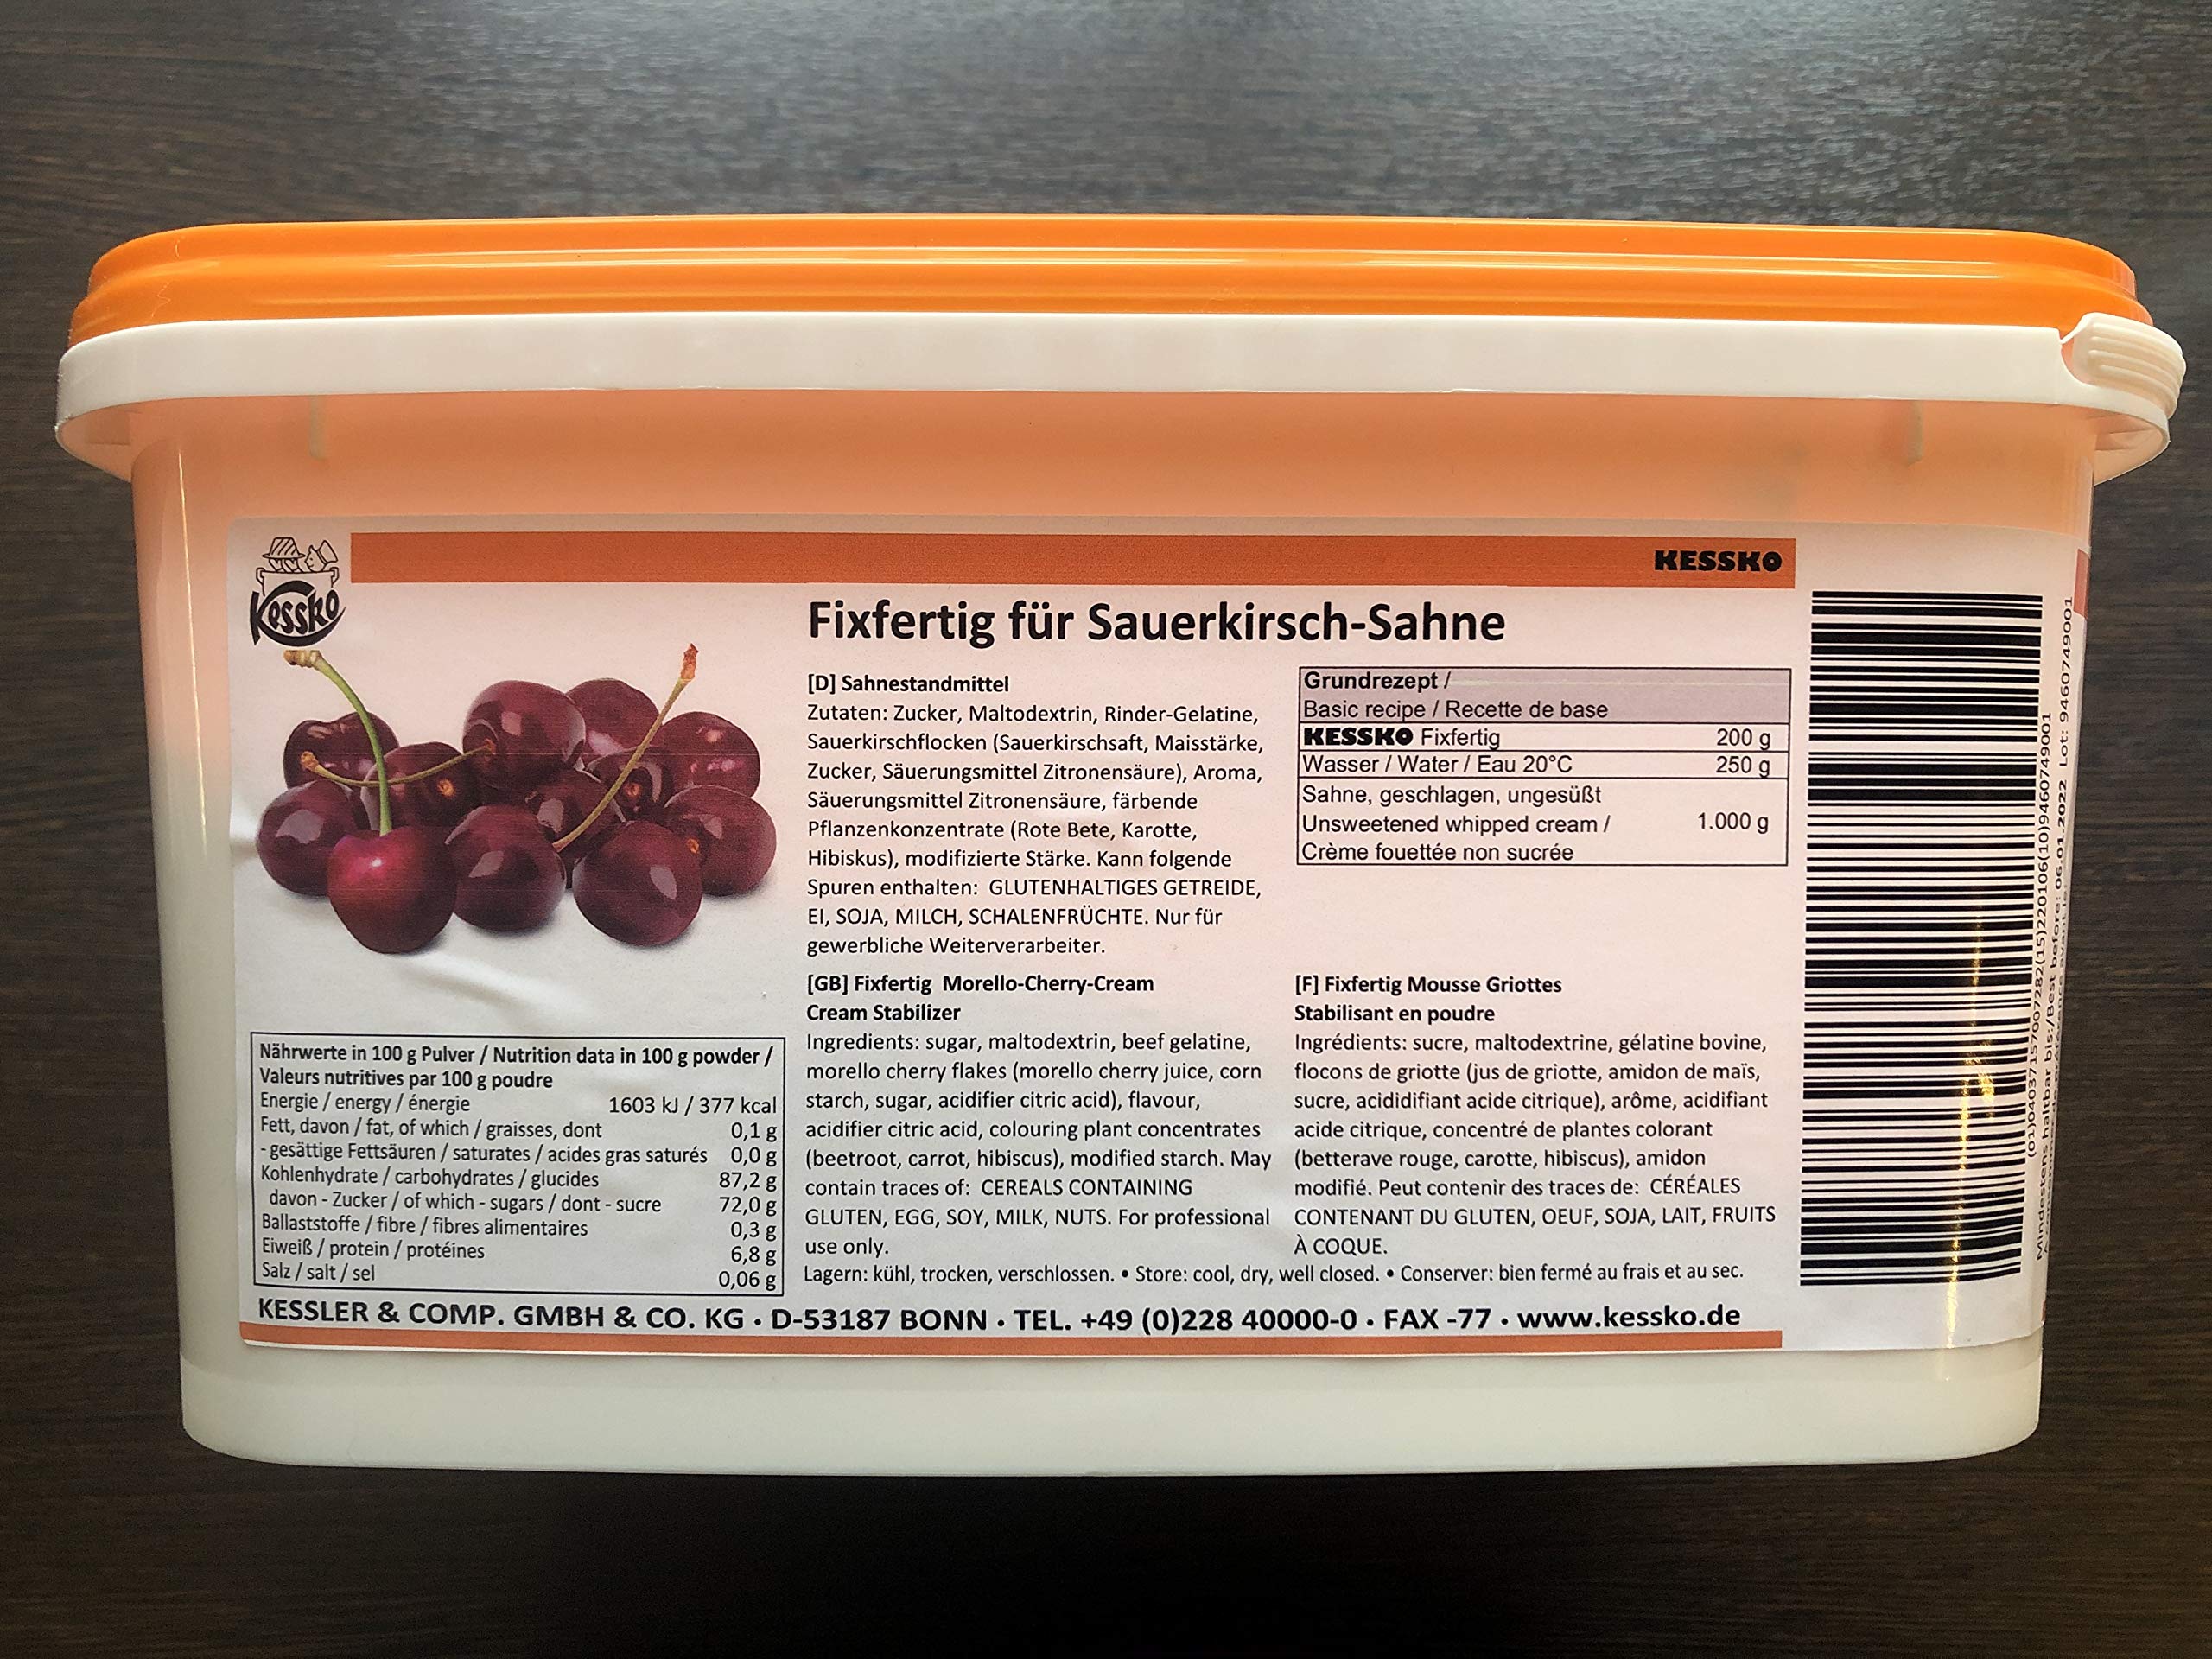 Kessko
KESSKO
Fixfertig für Sauerkirsch-Sahne
[D] Sahnestandmittel
Zutaten: Zucker, Maltodextrin, Rinder-Gelatine,
Sauerkirschflocken (Sauerkirschsaft, Maisstärke,
Zucker, Säuerungsmittel Zitronensäure), Aroma,
Säuerungsmittel Zitronensäure, färbende
Pflanzenkonzentrate (Rote Bete, Karotte,
Hibiskus), modifizierte Stärke. Kann folgende
Spuren enthalten: GLUTENHALTIGES GETREIDE,
EI, SOJA, MILCH, SCHALENFRÜCHTE. Nur für
gewerbliche Weiterverarbeiter.
Grundrezept /
Basic recipe / Recette de base
KESSKO Fixfertig 200 g
Wasser / Water / Eau 20°C 250 g
Sahne, geschlagen, ungesüßt
Unsweetened whipped cream / 1.000 g
Crème fouettée non sucrée
[GB] Fixfertig Morello-Cherry-Cream
Cream Stabilizer
Ingredients: sugar, maltodextrin, beef gelatine,
morello cherry flakes (morello cherry juice, corn
starch, sugar, acidifier citric acid), flavour,
acidifier citric acid, colouring plant concentrates
(beetroot, carrot, hibiscus), modified starch. May
contain traces of: CEREALS CONTAINING
GLUTEN, EGG, SOY, MILK, NUTS. For professional
use only.
[F] Fixfertig Mousse Griottes
Stabilisant en poudre
Ingrédients: sucre, maltodextrine, gélatine bovine,
flocons de griotte (jus de griotte, amidon de maïs,
sucre, acididifiant acide citrique), arôme, acidifiant
acide citrique, concentré de plantes colorant
(betterave rouge, carotte, hibiscus), amidon
modifié. Peut contenir des traces de: CÉRÉALES
CONTENANT DU GLUTEN, OEUF, SOJA, LAIT, FRUITS
À COQUE.
Nährwerte in 100 g Pulver / Nutrition data in 100 g powder /
Valeurs nutritives par 100 g poudre
Energie / energy / énergie 1603 kJ / 377 kcal
Fett, davon / fat, of which / graisses, dont 0,1 g
- gesättige Fettsäuren / saturates / acides gras saturés 0,0 g
Kohlenhydrate / carbohydrates / glucides 87,2 g
davon - Zucker / of which - sugars / dont - sucre 72,0 g
Ballaststoffe / fibre / fibres alimentaires 0,3 g
Eiweiß / protein / protéines 6,8 g
Salz / salt / sel 0,06 g
Lagern: kühl, trocken, verschlossen. • Store: cool, dry, well closed. • Conserver: bien fermé au frais et au sec.
KESSLER & COMP. GMBH & CO. KG • D-53187 BONN • TEL. +49 (0)228 40000-0 • FAX -77 • www.kessko.de
(01)04037157007282(15)220106(10)9460749001
Mindestens haltbar bis:/Best before: 06.01.2022 Lot: 9460749001